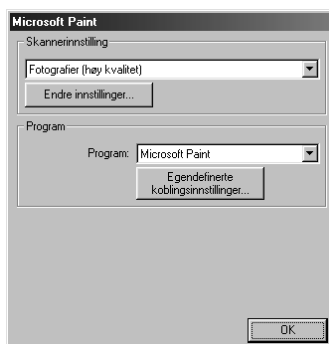 Microsoft Paint
Skannerinnstilling
Fotografier (høy kvalitet)
Endre innstillinger...
Program
Program: Microsoft Paint
Egendefinerte
koblingsinnstillinger...
OK